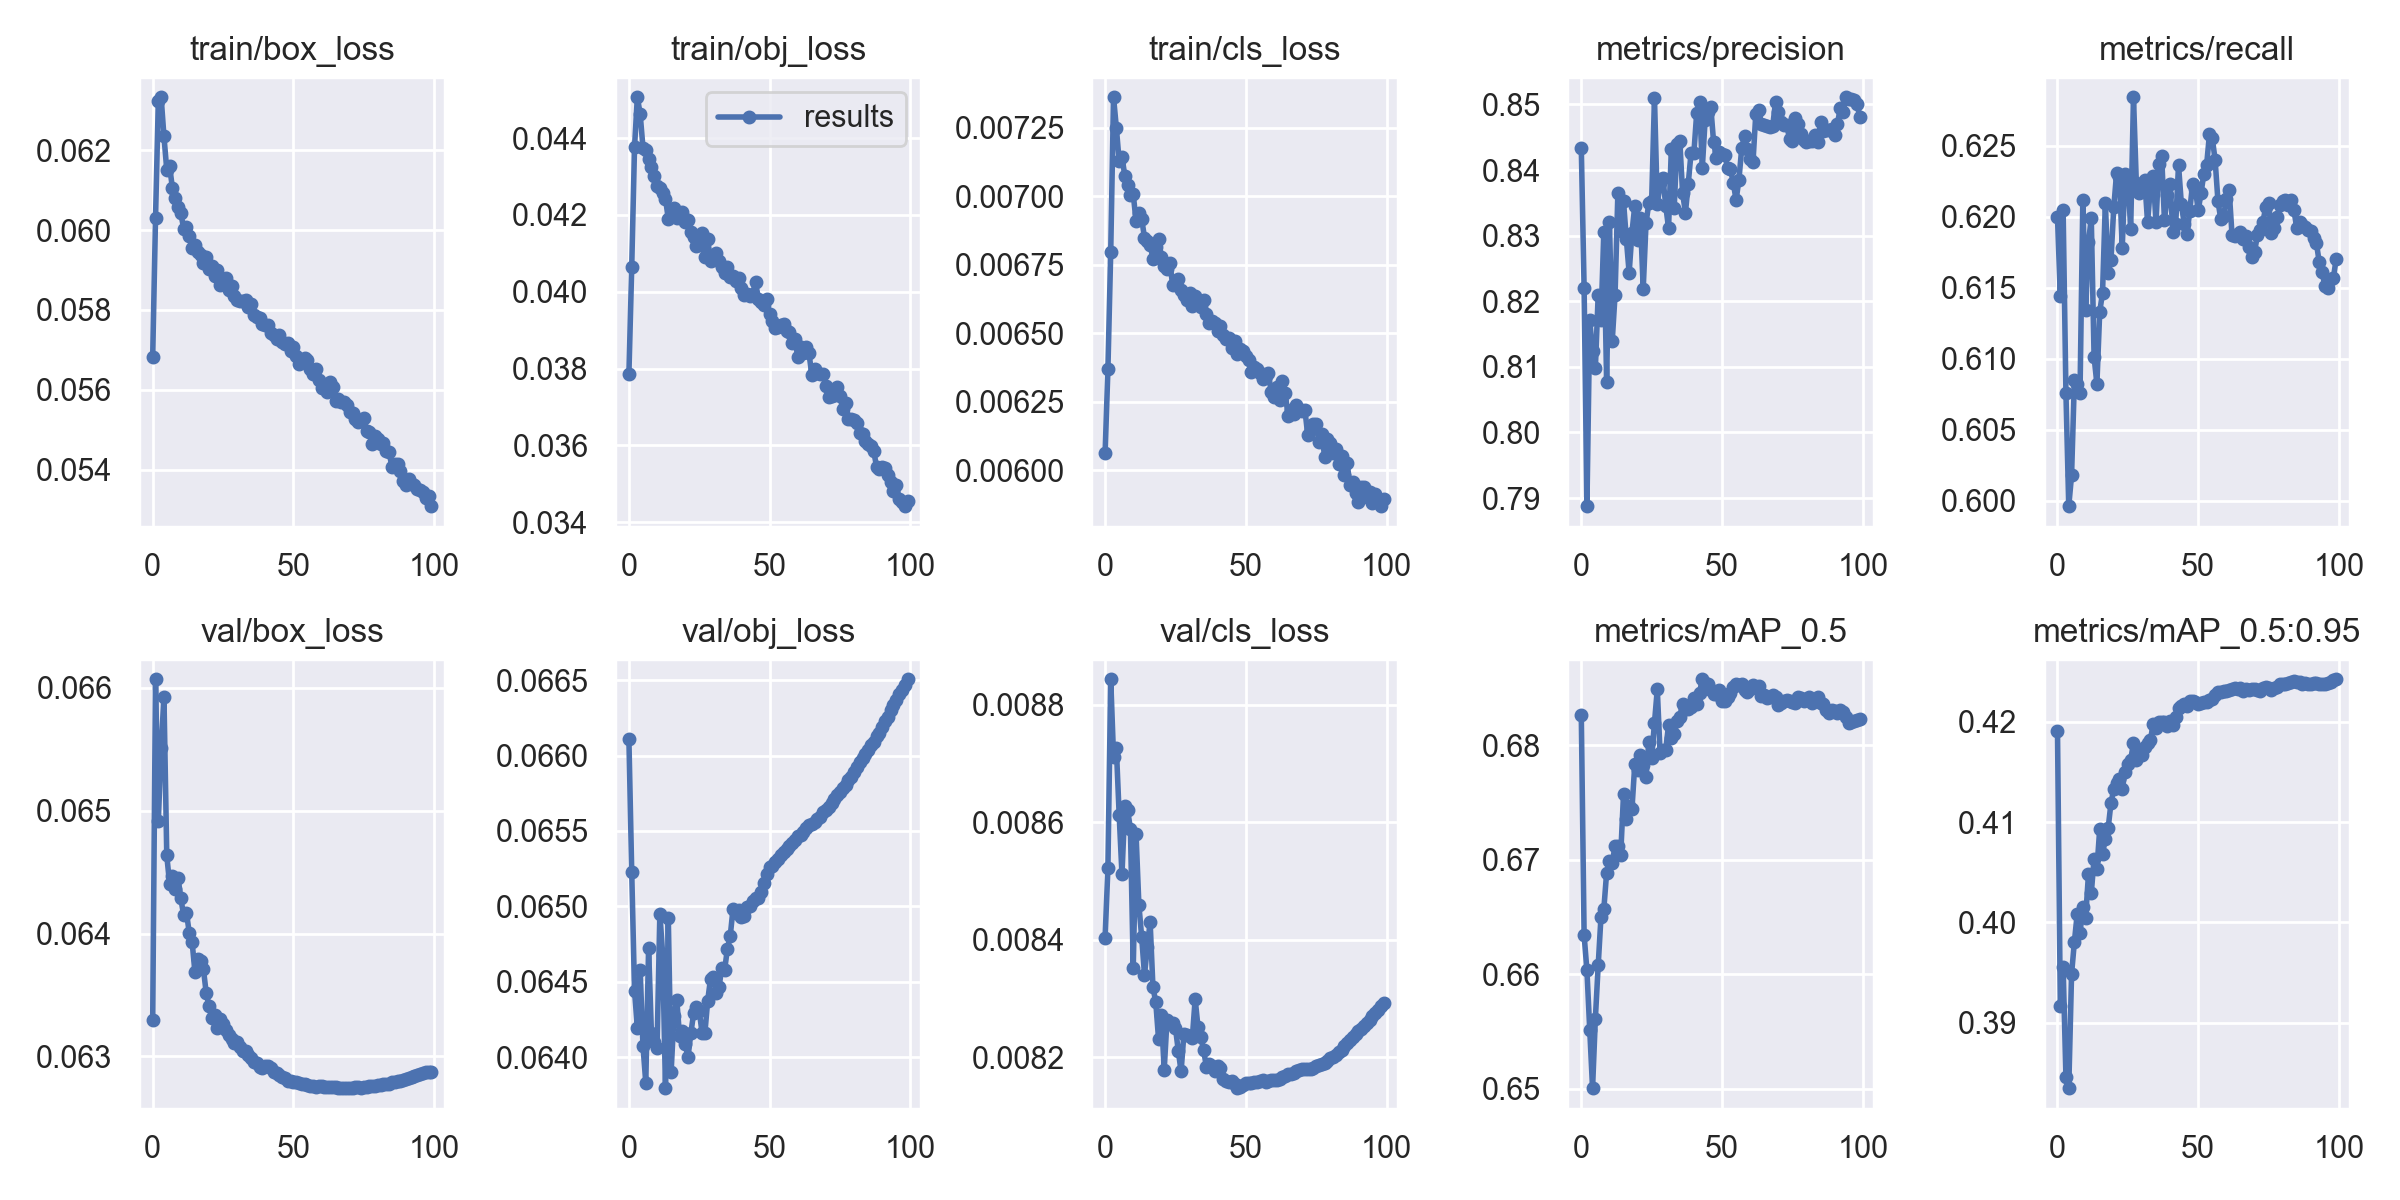 train/box_loss
train/obj_loss
train/cls_loss
metrics/precision
metrics/recall
0.062
0.060
0.058
0.056
0.054
0 50 100
results
0.044
0.042
0.040
0.038
0.036
0.034
0 50 100
0.00725
0.00700
0.00675
0.00650
0.00625
0.00600
0 50 100
0.85
0.84
0.83
0.82
0.81
0.80
0.79
0 50 100
0.625
0.620
0.615
0.610
0.605
0.600
0 50 100
val/box_loss
val/obj_loss
val/cls_loss
metrics/mAP_0.5
metrics/mAP_0.5:0.95
0.066
0.065
0.064
0.063
0 50 100
0.0665
0.0660
0.0655
0.0650
0.0645
0.0640
0 50 100
0.0088
0.0086
0.0084
0.0082
0 50 100
0.68
0.67
0.66
0.65
0 50 100
0.42
0.41
0.40
0.39
0 50 100